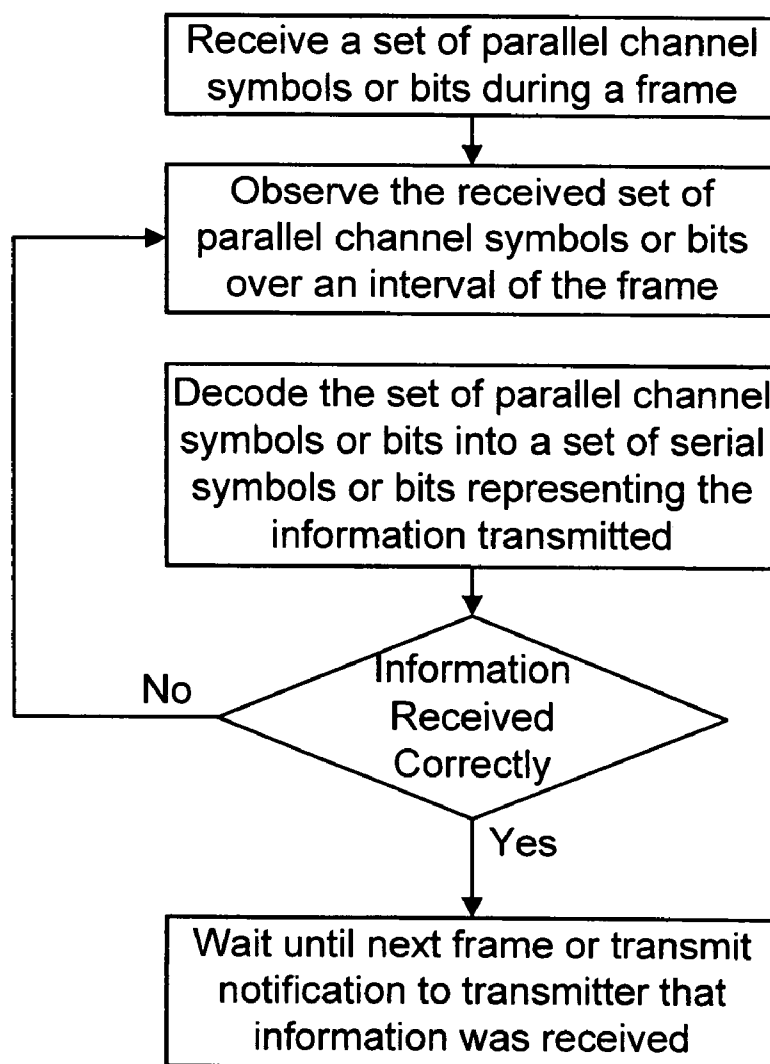 Receive a set of parallel channel
symbols or bits during a frame
Observe the received set of
parallel channel symbols or bits
over an interval of the frame
Decode the set of parallel channel
symbols or bits into a set of serial
symbols or bits representing the
information transmitted
Information
Received
Correctly
No
Yes
Wait until next frame or transmit
notification to transmitter that
information was received